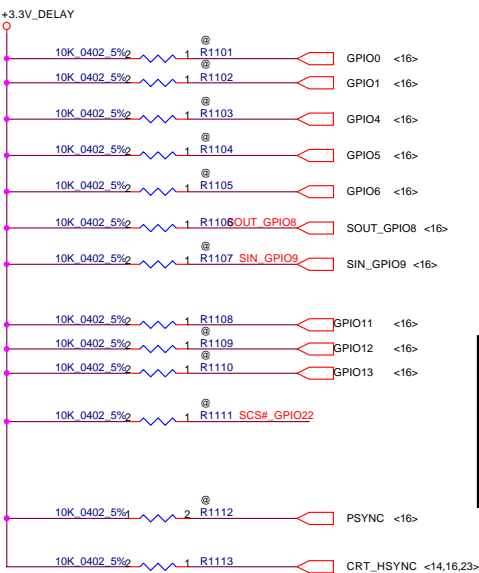 +3.3V_DELAY
@
10K_0402_5% 2 1 R1101 GPIO0 <16>
@
10K_0402_5% 2 1 R1102 GPIO1 <16>
@
10K_0402_5% 2 1 R1103 GPIO4 <16>
@
10K_0402_5% 2 1 R1104 GPIO5 <16>
@
10K_0402_5% 2 1 R1105 GPIO6 <16>
10K_0402_5% 2 1 R1106 SOUT_GPIO8 SOUT_GPIO8 <16>
@
10K_0402_5% 2 1 R1107 SIN_GPIO9 SIN_GPIO9 <16>
10K_0402_5% 2 1 R1108 GPIO11 <16>
@
10K_0402_5% 2 1 R1109 GPIO12 <16>
@
10K_0402_5% 2 1 R1110 GPIO13 <16>
@
10K_0402_5% 2 1 R1111 SCS#_GPIO22
@
10K_0402_5% 1 2 R1112 PSYNC <16>
10K_0402_5% 2 1 R1113 CRT_HSYNC <14,16,23>